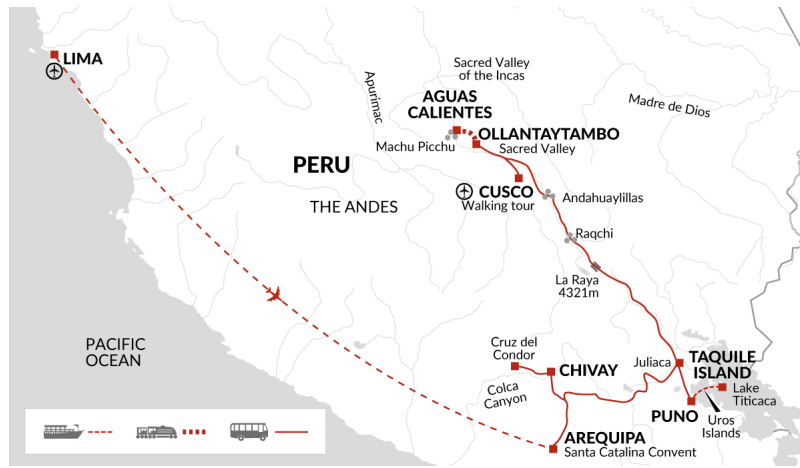 LIMA
Sacred Valley
of the Incas
Apurimac
AGUAS
CALIENTES
Madre de Dios
OLLANTAYTAMBO
Machu Picchu
Sacred Valley
PERU
CUSCO
Walking tour
Andahuaylillas
THE ANDES
Raqchi
La Raya
4321m
PACIFIC
OCEAN
Cruz del
Condor
CHIVAY
Colca
Canyon
Juliaca
TAQUILE
ISLAND
Lake
Titicaca
PUNO
Uros
Islands
AREQUIPA
Santa Catalina Convent